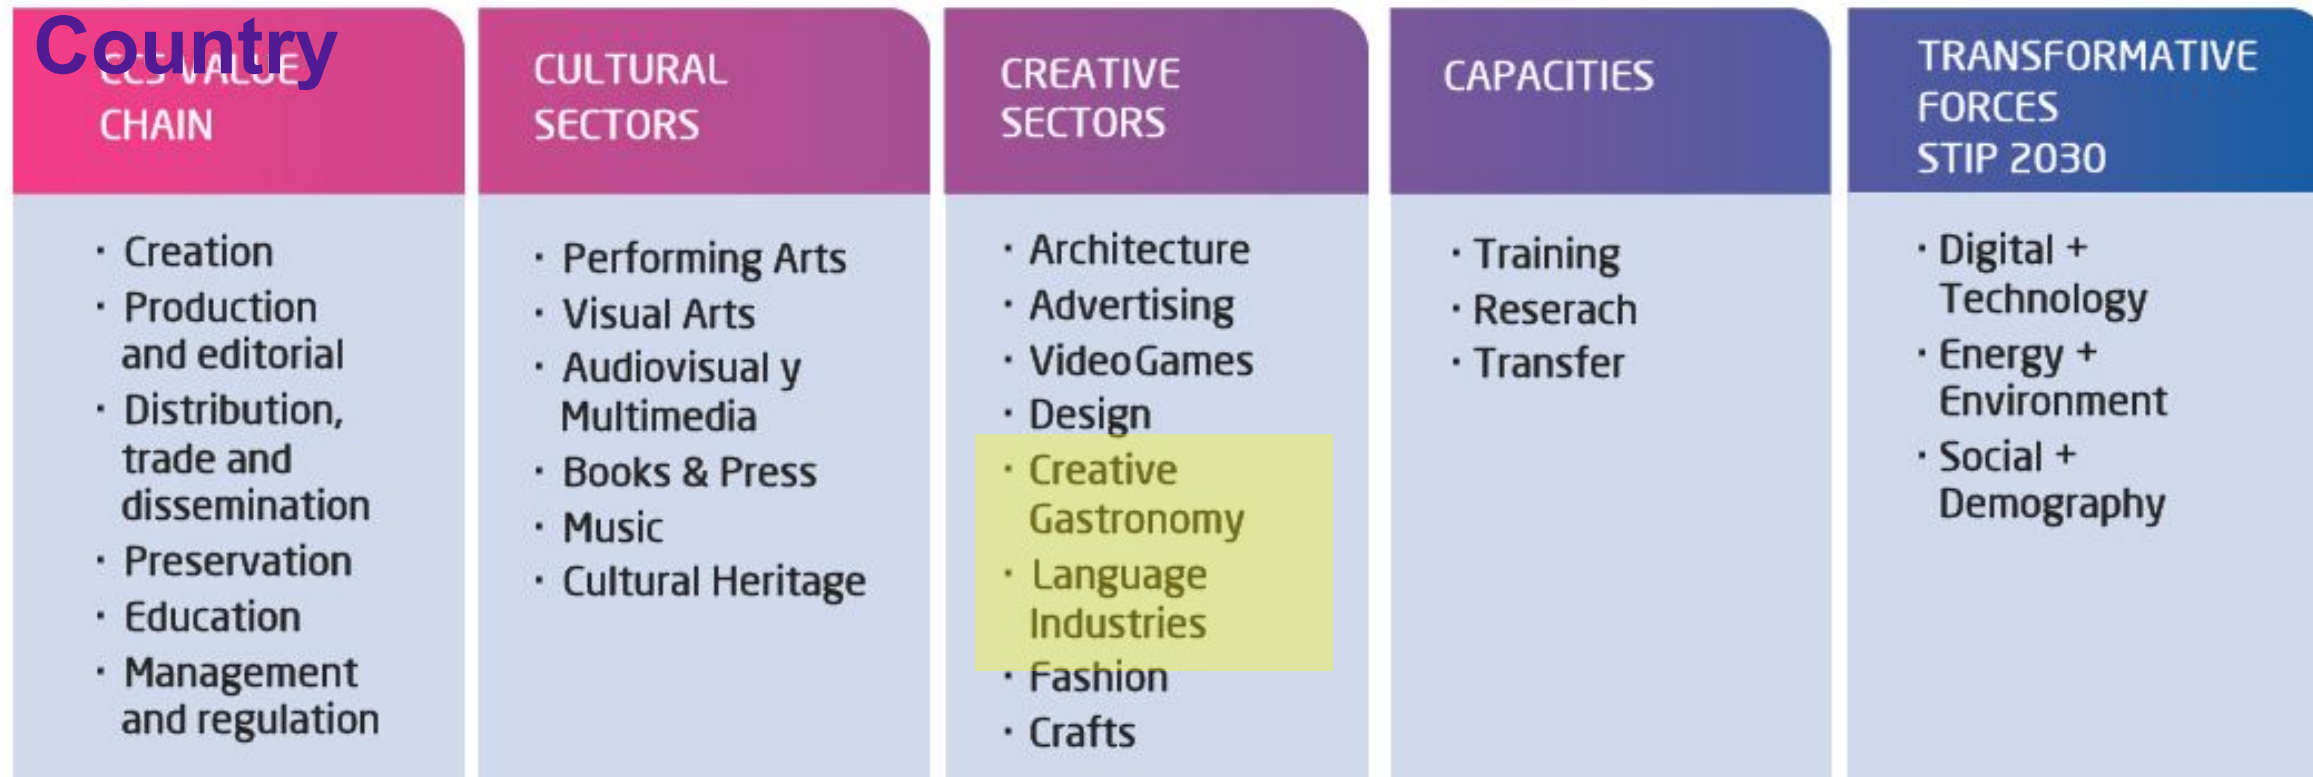 Country
CCS VALUE
CHAIN
· Creation
· Production
and editorial
· Distribution,
trade and
dissemination
· Preservation
· Education
· Management
and regulation
CULTURAL
SECTORS
· Performing Arts
· Visual Arts
· Audiovisual y
Multimedia
· Books & Press
· Music
· Cultural Heritage
CREATIVE
SECTORS
· Architecture
· Advertising
· VideoGames
· Design
· Creative
Gastronomy
· Language
Industries
· Fashion
· Crafts
CAPACITIES
· Training
· Reserach
· Transfer
TRANSFORMATIVE
FORCES
STIP 2030
· Digital +
Technology
· Energy +
Environment
· Social +
Demography